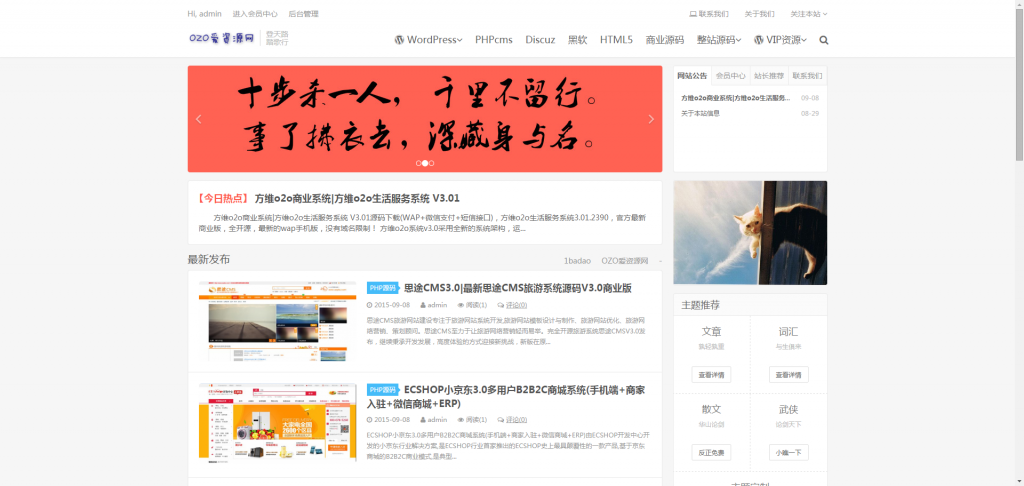 Hi, admin 进入会员中心 后台管理 联系我们 关于我们 关注本站
OZO爱资源网
WordPress PHPcms Discuz 黑软 HTML5 商业源码 整站源码 VIP资源
十步杀一人，千里不留行。
事了拂衣去，深藏身与名。
网站公告 会员中心 站长推荐 联系我们
方维o2o商业系统|方维o2o生活服务... 09-08
关于本站信息 08-29
【今日热点】 方维o2o商业系统|方维o2o生活服务系统 V3.01
方维o2o商业系统|方维o2o生活服务系统 V3.01源码下载(WAP+微信支付+短信接口)，方维o2o生活服务系统3.01.2390，官方最新
商业版，全开源，最新的wap手机版，没有域名限制！ 方维o2o系统v3.0采用全新的系统架构，这...
最新发布 1badao OZO爱资源网 -
PHP源码 思途CMS3.0|最新思途CMS旅游系统源码V3.0商业版
2015-09-08 admin 阅读(1) 评论(0)
思途CMS旅游网站建设专注于旅游网站系统开发,旅游网站模板设计与制作、旅游网站优化、旅游网
络营销、策划顾问。思途CMS至力于让旅游网络营销轻而易举。完全开源旅游系统思途CMSV3.0发
布，继续秉承开发发展，高度体验的方式迎接新挑战，新版在原...
PHP源码 ECSHOP小京东3.0多用户B2B2C商城系统(手机端+商家
入驻+微信商城+ERP)
2015-09-08 admin 阅读(1) 评论(0)
ECSHOP小京东3.0多用户B2B2C商城系统(手机端+商家入驻+微信商城+ERP)由ECSHOP开发中心开
发的小京东行业解决方案,是ECSHOP行业首家推出的ECSHOP史上最具颠覆性的一款产品,基于京东
商城的B2B2C商业模式,是典型...
主题推荐
文章 词汇
查看详情 查看详情
散文 武侠
华山论剑 论剑天下
反正免费 小瞧一下